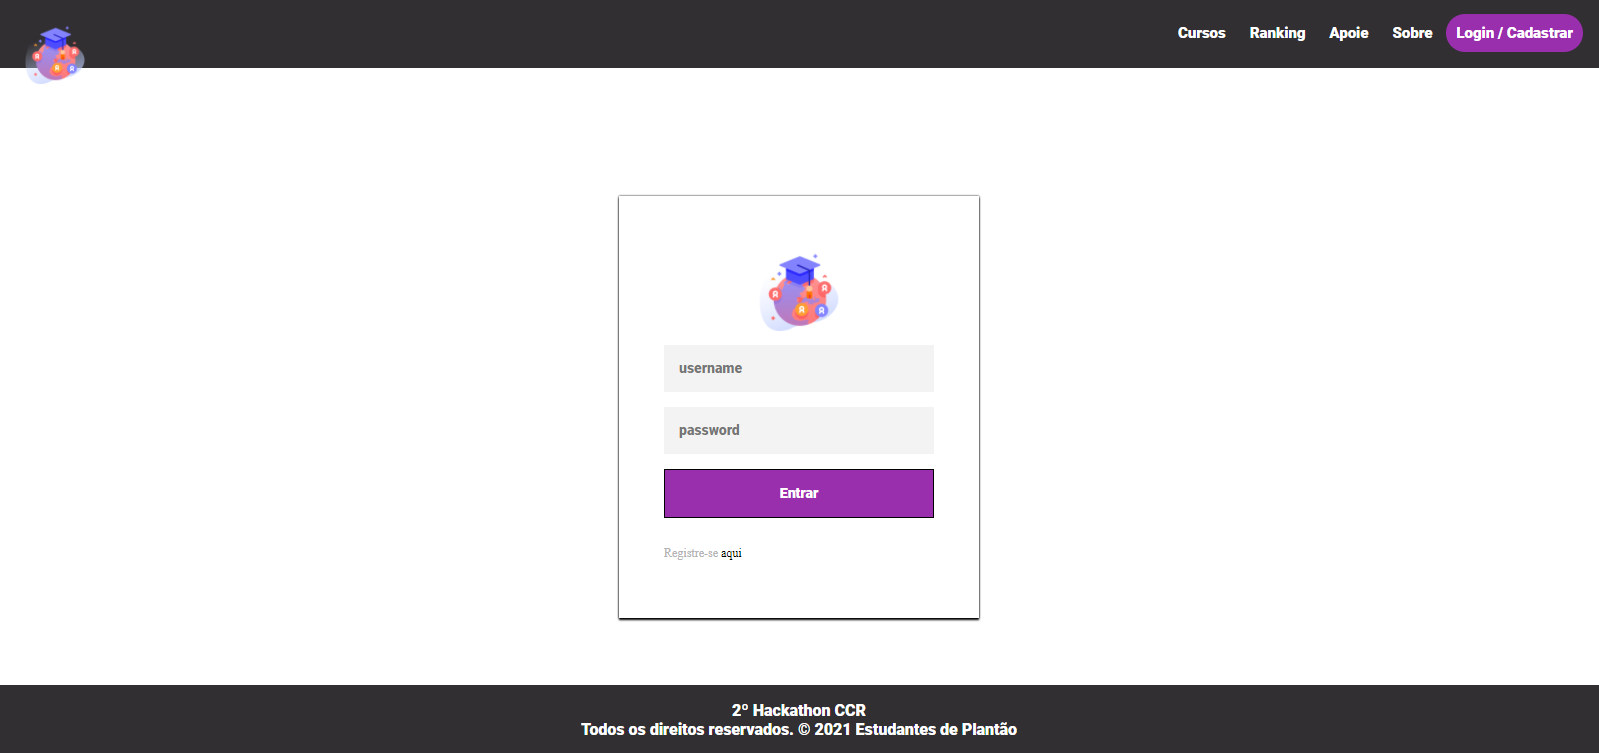 Cursos Ranking Apoie Sobre Login / Cadastrar
username
password
Entrar
Registre-se aqui
2º Hackathon CCR
Todos os direitos reservados. © 2021 Estudantes de Plantão